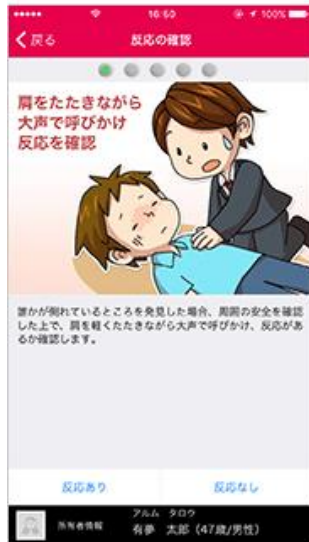 16:50
100%
戻る
反応の確認
肩をたたきながら
大声で呼びかけ
反応を確認
誰かが倒れているところを発見した場合、周囲の安全を確認
した上で、肩を軽くたたきながら大声で呼びかけ、反応があ
るか確認します。
反応あり
反応なし
アルム タロウ
所有者情報
有夢 太郎（47歳/男性）